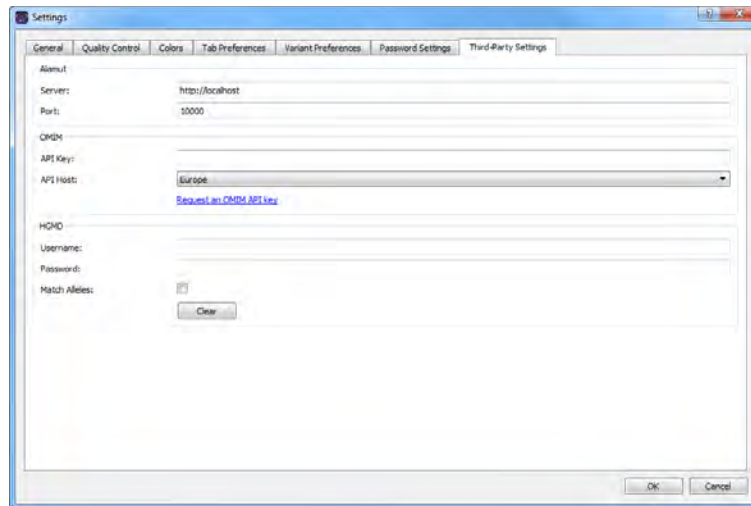 Settings
General Quality Control Colors Tab Preferences Variant Preferences Password Settings Third-Party Settings
Alamut
Server: http://localhost
Port: 10000
OMIM
API Key:
API Host: Europe
Request an OMIM API key
HGMD
Username:
Password:
Match Alleles:
Clear
OK Cancel